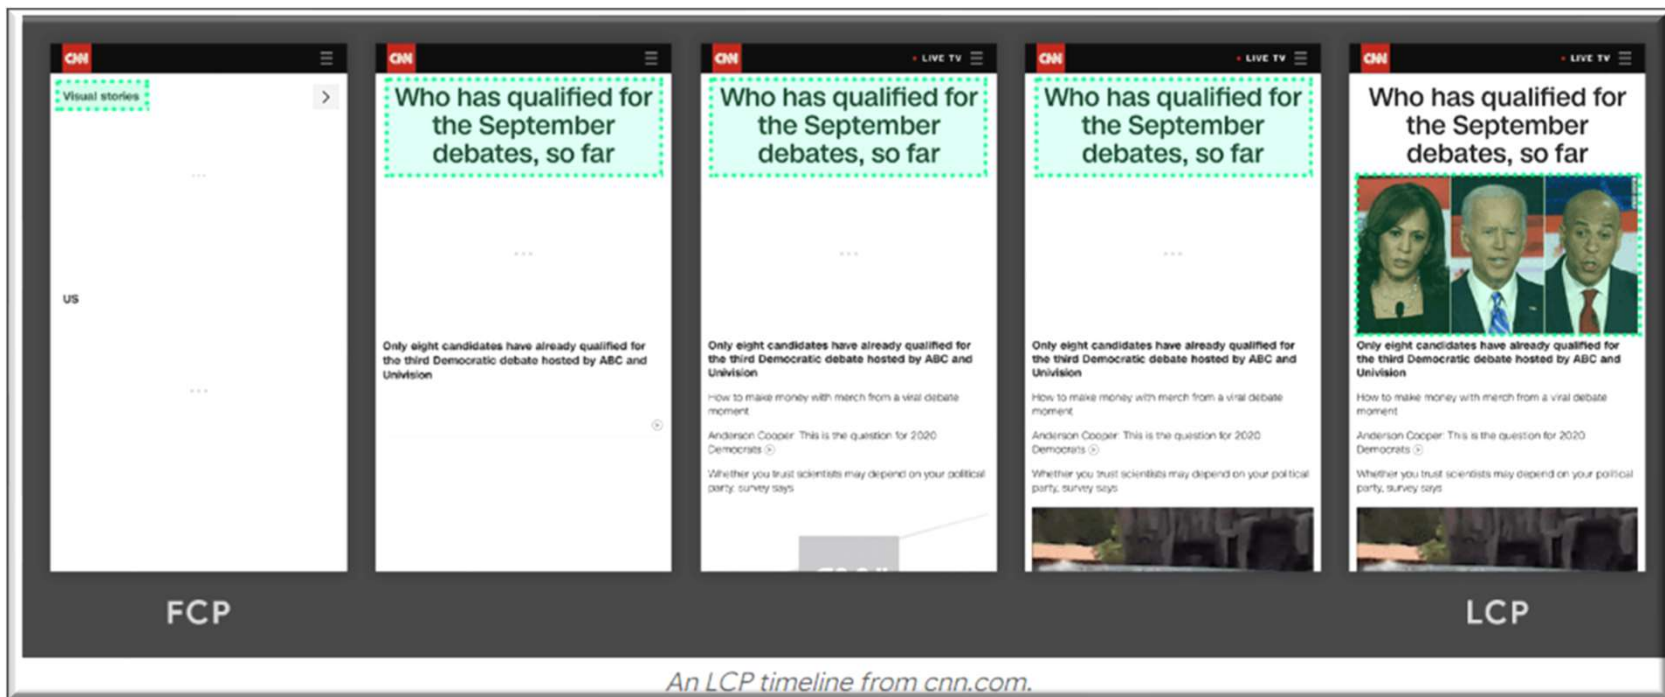 CNN
Visual stories
US
CNN
Who has qualified for
the September
debates, so far
Only eight candidates have already qualified for
the third Democratic debate hosted by ABC and
Univision
CNN
LIVE TV
Who has qualified for
the September
debates, so far
Only eight candidates have already qualified for
the third Democratic debate hosted by ABC and
Univision
How to make money with merch from a viral debate
moment
Anderson Cooper: This is the question for 2020
Democrats
Whether you trust scientists may depend on your political
party, survey says
CNN
LIVE TV
Who has qualified for
the September
debates, so far
Only eight candidates have already qualified for
the third Democratic debate hosted by ABC and
Univision
How to make money with merch from a viral debate
moment
Anderson Cooper: This is the question for 2020
Democrats
Whether you trust scientists may depend on your political
party, survey says
CNN
LIVE TV
Who has qualified for
the September
debates, so far
Only eight candidates have already qualified for
the third Democratic debate hosted by ABC and
Univision
How to make money with merch from a viral debate
moment
Anderson Cooper: This is the question for 2020
Democrats
Whether you trust scientists may depend on your political
party, survey says
FCP
LCP
An LCP timeline from cnn.com.